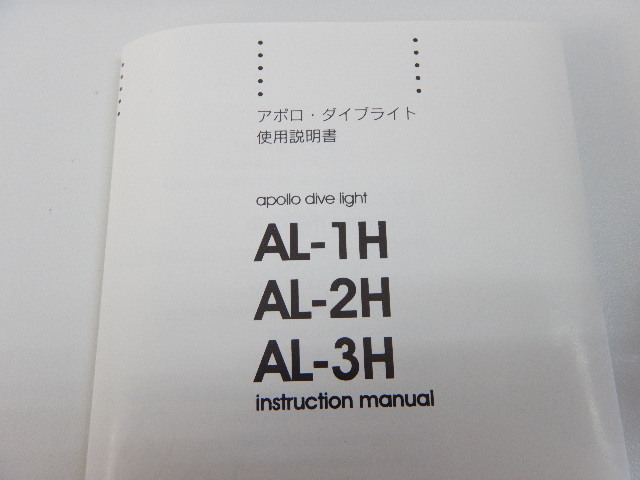 アポロ・ダイブライト
使用説明書
apollo dive light
AL-1H
AL-2H
AL-3H
instruction manual